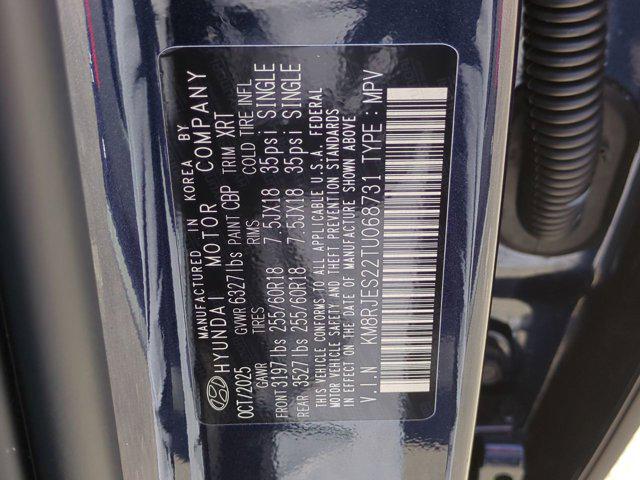 MANUFACTURED IN KOREA BY
HYUNDAI MOTOR COMPANY
OCT/2025 GVWR 6327lbs PAINT CBP TRIM XRT
GAWR TIRES RIMS COLD TIRE INFL
FRONT 3197lbs 255/60R18 7.5JX18 35psi SINGLE
REAR 3527lbs 255/60R18 7.5JX18 35psi SINGLE
THIS VEHICLE CONFORMS TO ALL APPLICABLE U.S.A. FEDERAL
MOTOR VEHICLE SAFETY AND THEFT PREVENTION STANDARDS
IN EFFECT ON THE DATE OF MANUFACTURE SHOWN ABOVE
V.I.N : KM8RJES22TU068731 TYPE : MPV